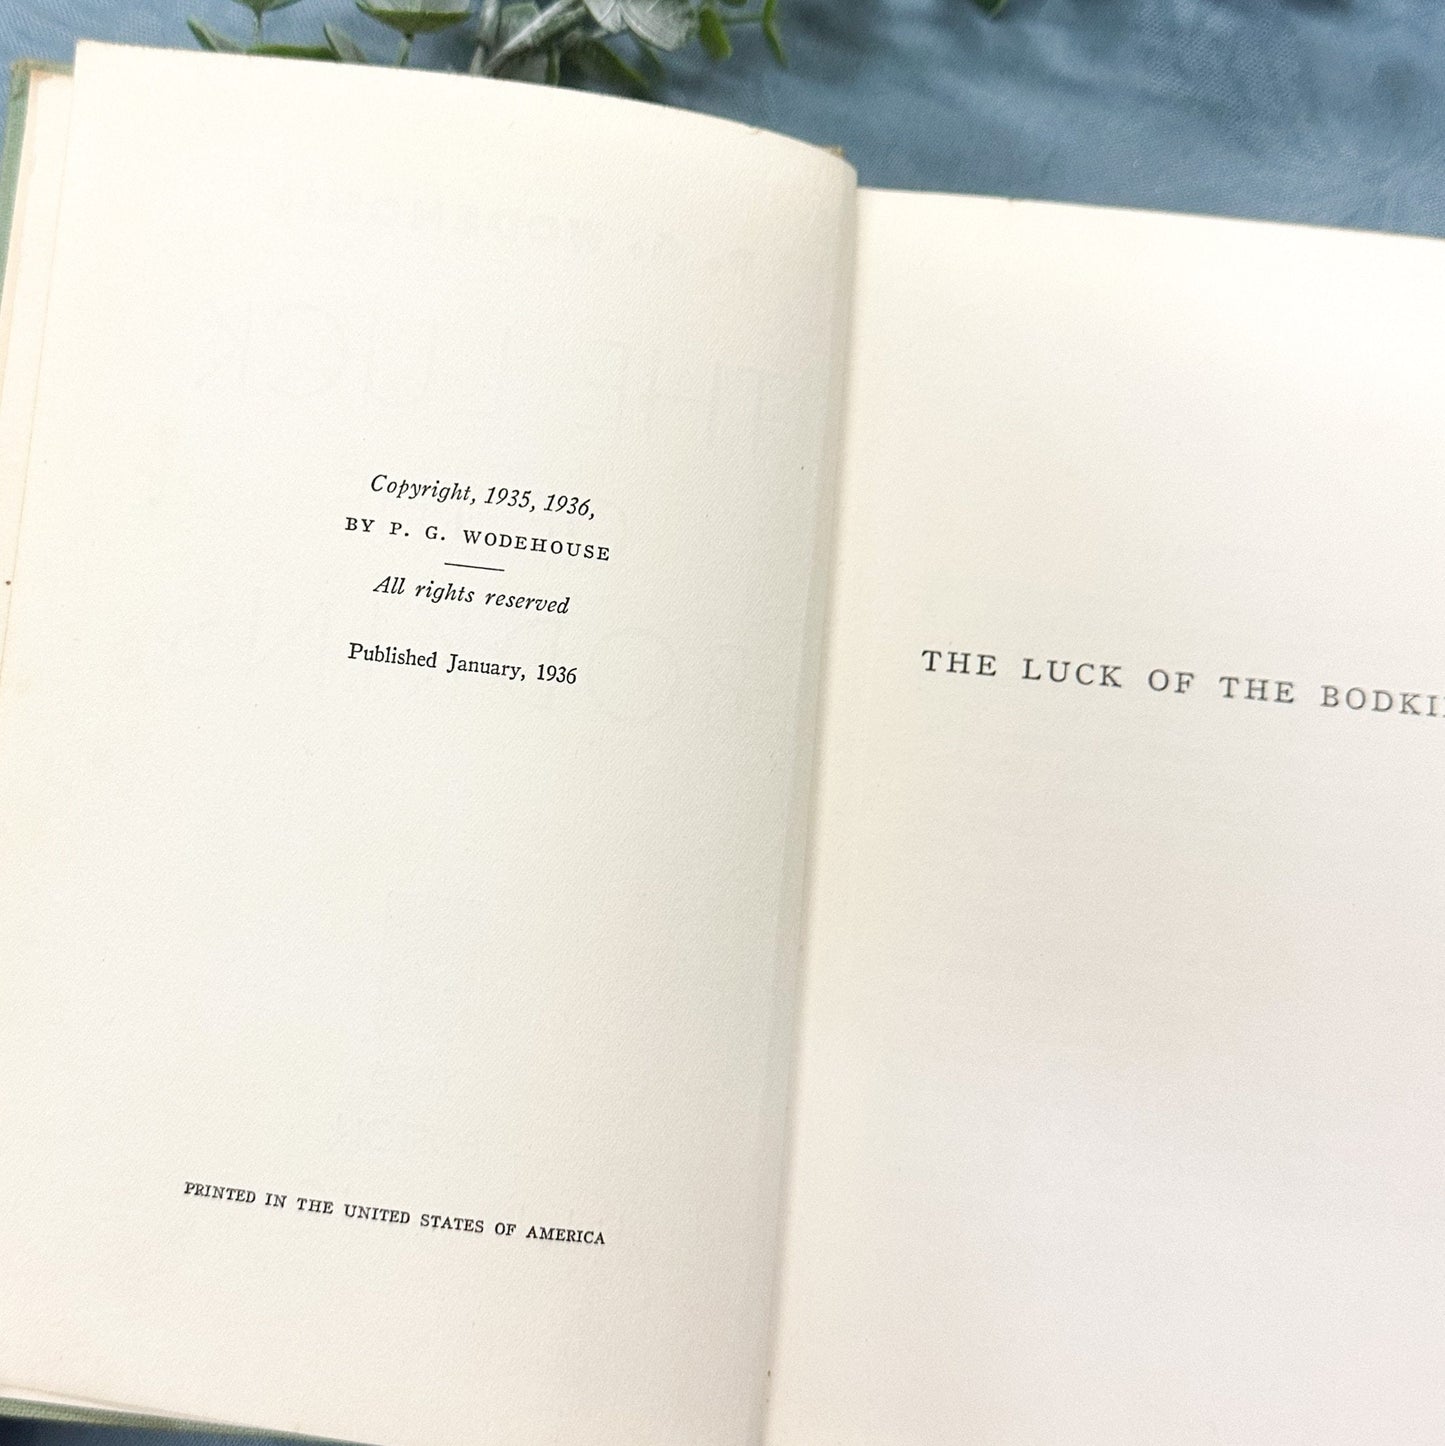 Copyright, 1935, 1936,
BY P. G. WODEHOUSE
All rights reserved
Published January, 1936
PRINTED IN THE UNITED STATES OF AMERICA
THE LUCK OF THE